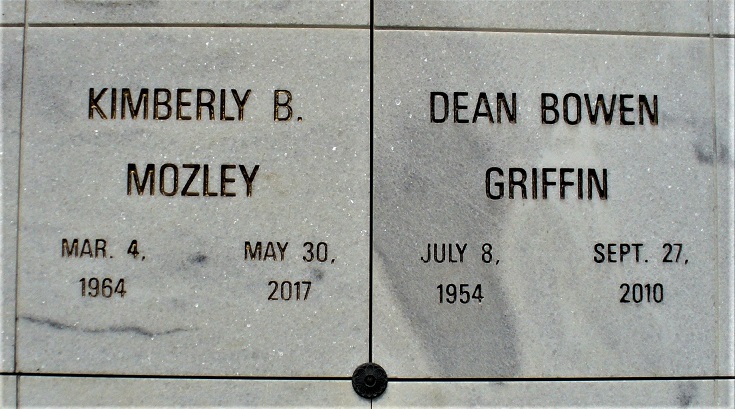 KIMBERLY B.
MOZLEY
MAR. 4, MAY 30,
1964 2017
DEAN BOWEN
GRIFFIN
JULY 8, SEPT. 27,
1954 2010